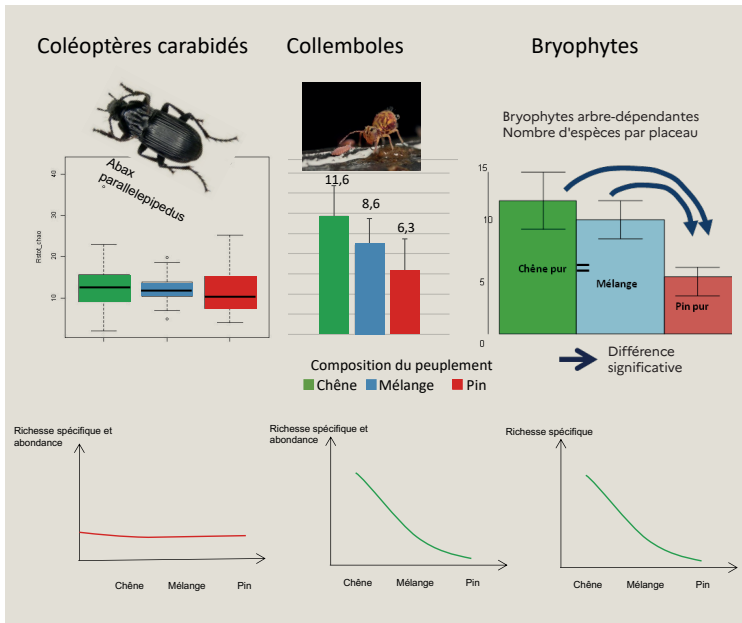 Coléoptères carabidés
Collemboles
Bryophytes
Abax
parallelepipedus
Rstot_chao
40
30
20
10
11,6
8,6
6,3
Bryophytes arbre-dépendantes
Nombre d'espèces par placeau
15
10
5
0
Chêne pur
=
Mélange
Pin pur
Différence
significative
Composition du peuplement
Chêne
Mélange
Pin
Richesse spécifique et
abondance
Chêne
Mélange
Pin
Richesse spécifique et
abondance
Chêne
Mélange
Pin
Richesse spécifique
Chêne
Mélange
Pin